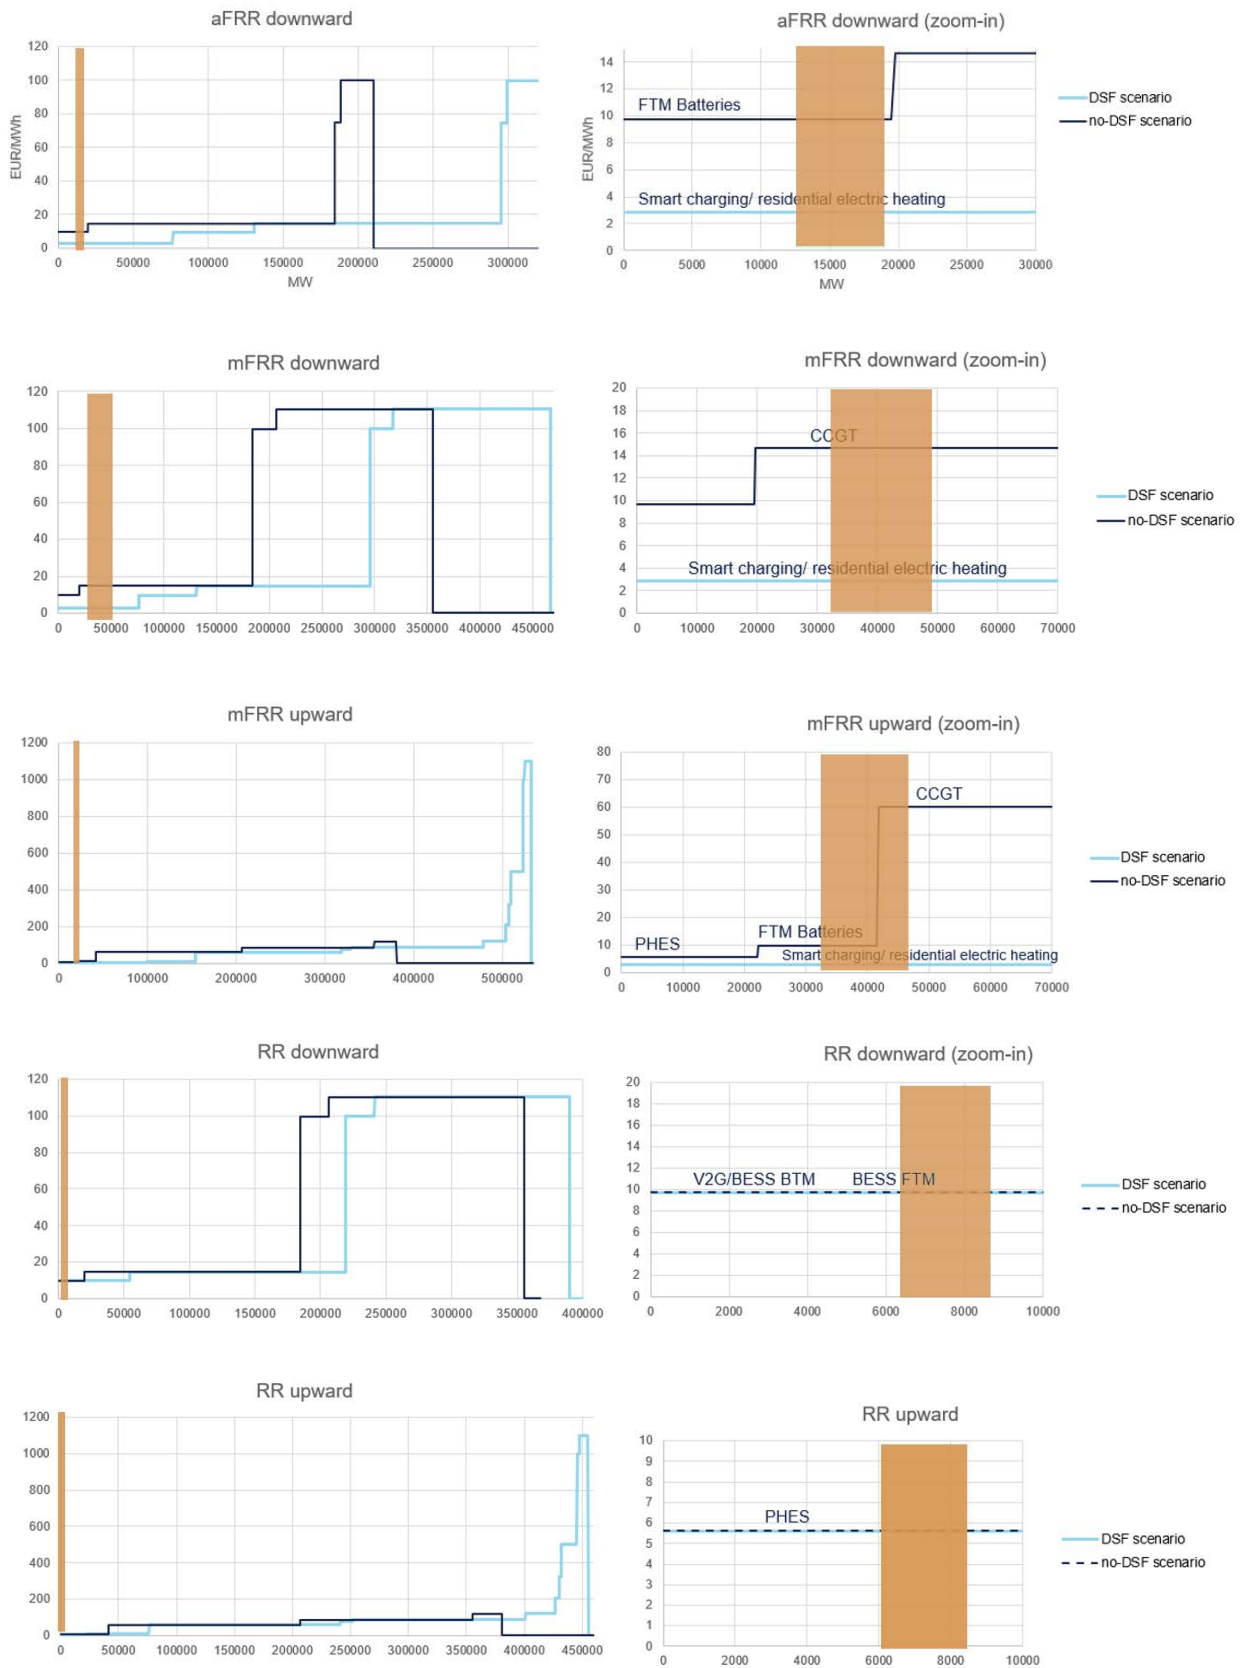 aFRR downward
120
100
80
60
40
20
0
EUR/MWh
0 50000 100000 150000 200000 250000 300000
MW
aFRR downward (zoom-in)
14
12
10
8
6
4
2
0
EUR/MWh
FTM Batteries
Smart charging/ residential electric heating
0 5000 10000 15000 20000 25000 30000
MW
DSF scenario
no-DSF scenario
mFRR downward
120
100
80
60
40
20
0
0 50000 100000 150000 200000 250000 300000 350000 400000 450000
mFRR downward (zoom-in)
20
18
16
14
12
10
8
6
4
2
0
CCGT
Smart charging/ residential electric heating
0 10000 20000 30000 40000 50000 60000 70000
DSF scenario
no-DSF scenario
mFRR upward
1200
1000
800
600
400
200
0
0 100000 200000 300000 400000 500000
mFRR upward (zoom-in)
80
70
60
50
40
30
20
10
0
CCGT
FTM Batteries
PHES
Smart charging/ residential electric heating
0 10000 20000 30000 40000 50000 60000 70000
DSF scenario
no-DSF scenario
RR downward
120
100
80
60
40
20
0
0 50000 100000 150000 200000 250000 300000 350000 400000
RR downward (zoom-in)
20
18
16
14
12
10
8
6
4
2
0
V2G/BESS BTM BESS FTM
0 2000 4000 6000 8000 10000
DSF scenario
no-DSF scenario
RR upward
1200
1000
800
600
400
200
0
0 50000 100000 150000 200000 250000 300000 350000 400000 450000
RR upward
10
9
8
7
6
5
4
3
2
1
0
PHES
0 2000 4000 6000 8000 10000
DSF scenario
no-DSF scenario